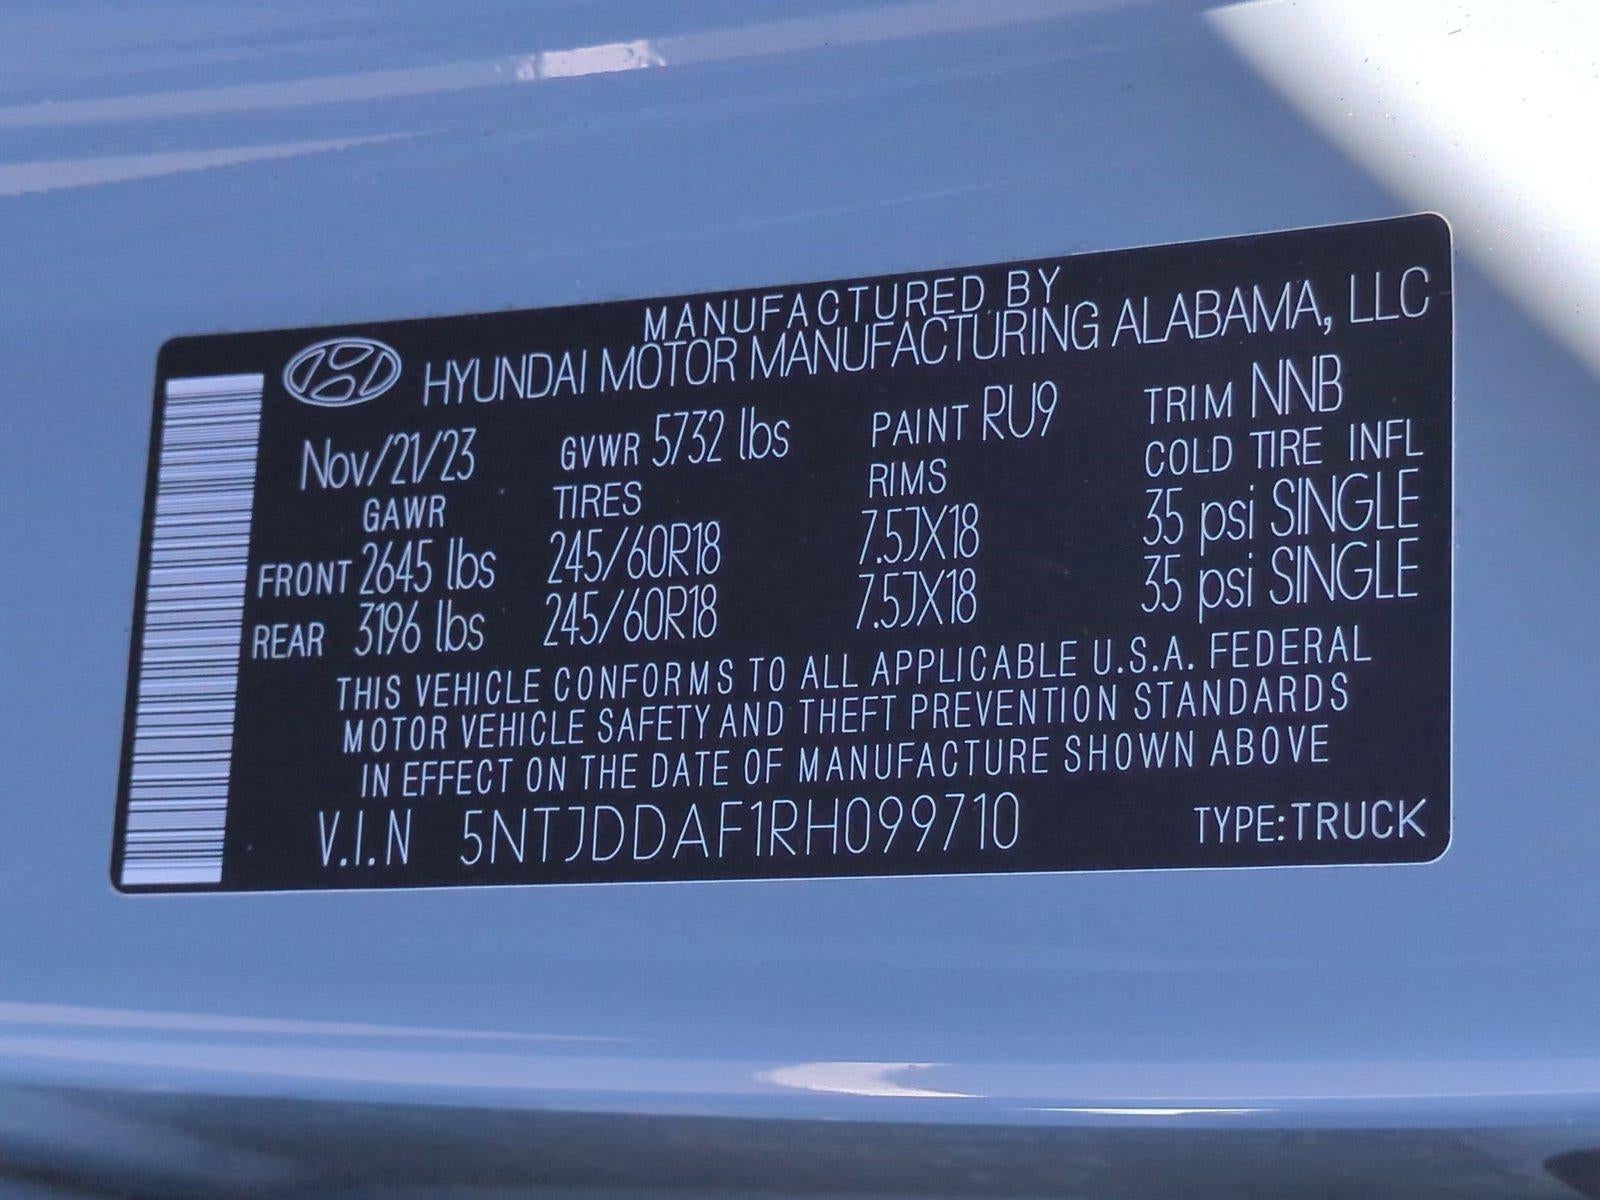 MANUFACTURED BY
HYUNDAI MOTOR MANUFACTURING ALABAMA, LLC
Nov/21/23 GVWR 5732 lbs PAINT RU9 TRIM NNB
GAWR TIRES RIMS COLD TIRE INFL
FRONT 2645 lbs 245/60R18 7.5JX18 35 psi SINGLE
REAR 3196 lbs 245/60R18 7.5JX18 35 psi SINGLE
THIS VEHICLE CONFORMS TO ALL APPLICABLE U.S.A. FEDERAL
MOTOR VEHICLE SAFETY AND THEFT PREVENTION STANDARDS
IN EFFECT ON THE DATE OF MANUFACTURE SHOWN ABOVE
V.I.N 5NTJDDAF1RH099710 TYPE:TRUCK